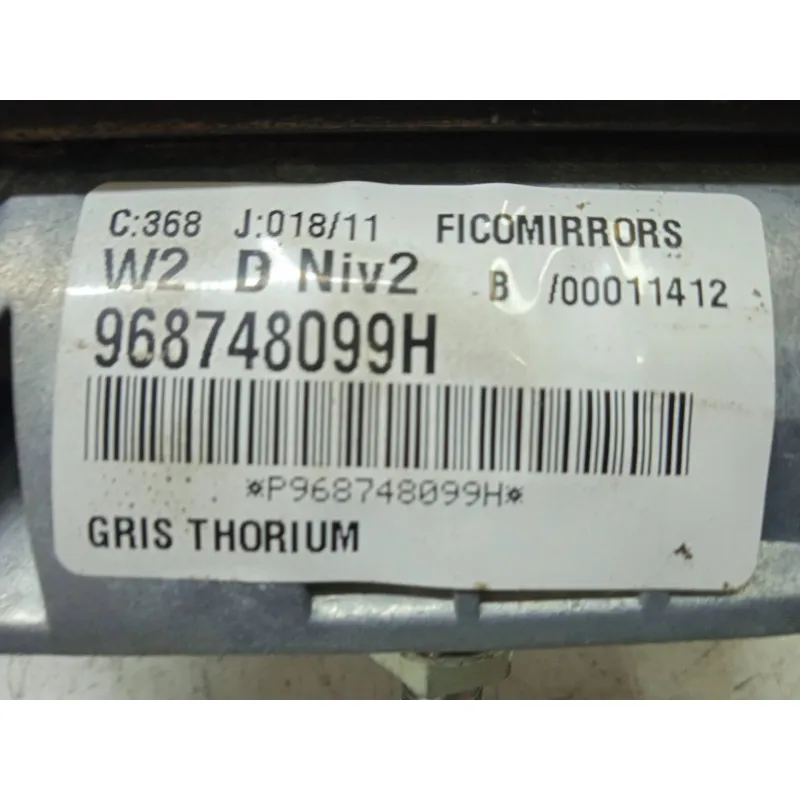 C:368 J:018/11 FICOMIRRORS
W2 D Niv2 B /00011412
968748099H
*P968748099H*
GRIS THORIUM